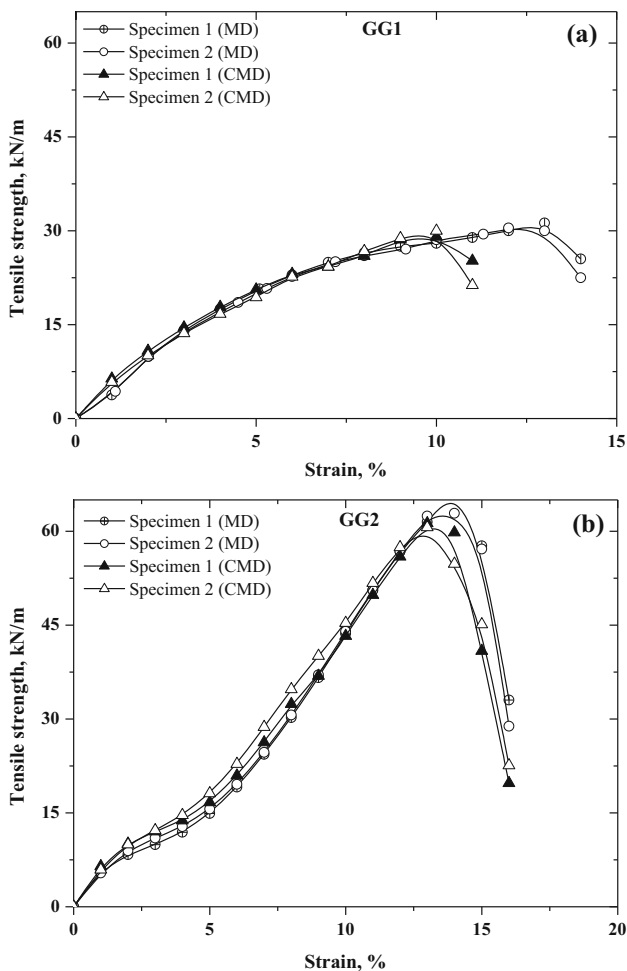 GG1
(a)
Specimen 1 (MD)
Specimen 2 (MD)
Specimen 1 (CMD)
Specimen 2 (CMD)
60
45
30
15
0
Tensile strength, kN/m
0 5 10 15
Strain, %
GG2
(b)
Specimen 1 (MD)
Specimen 2 (MD)
Specimen 1 (CMD)
Specimen 2 (CMD)
60
45
30
15
0
Tensile strength, kN/m
0 5 10 15 20
Strain, %